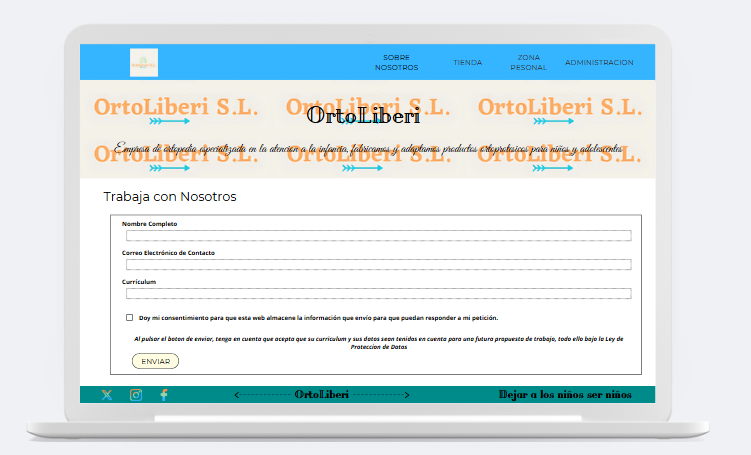 SOBRE NOSOTROS
TIENDA
ZONA PESONAL
ADMINISTRACION
OrtoLiberi S.L. OrtoLiberi S.L. OrtoLiberi S.L.
OrtoLiberi
Empresa de ortopedia especializada en la atencion a la infancia, fabricamos y adaptamos productos ortoprotesicos para niños y adolescentes
OrtoLiberi S.L. OrtoLiberi S.L. OrtoLiberi S.L.
Trabaja con Nosotros
Nombre Completo
Correo Electrónico de Contacto
Curriculum
Doy mi consentimiento para que esta web almacene la información que envío para que puedan responder a mi petición.
Al pulsar el boton de enviar, tenga en cuenta que acepta que su curriculum y sus datos sean tenidos en cuenta para una futura propuesta de trabajo, todo ello bajo la Ley de
Proteccion de Datos
ENVIAR
<-------------- OrtoLiberi -------------->
Dejar a los niños ser niños